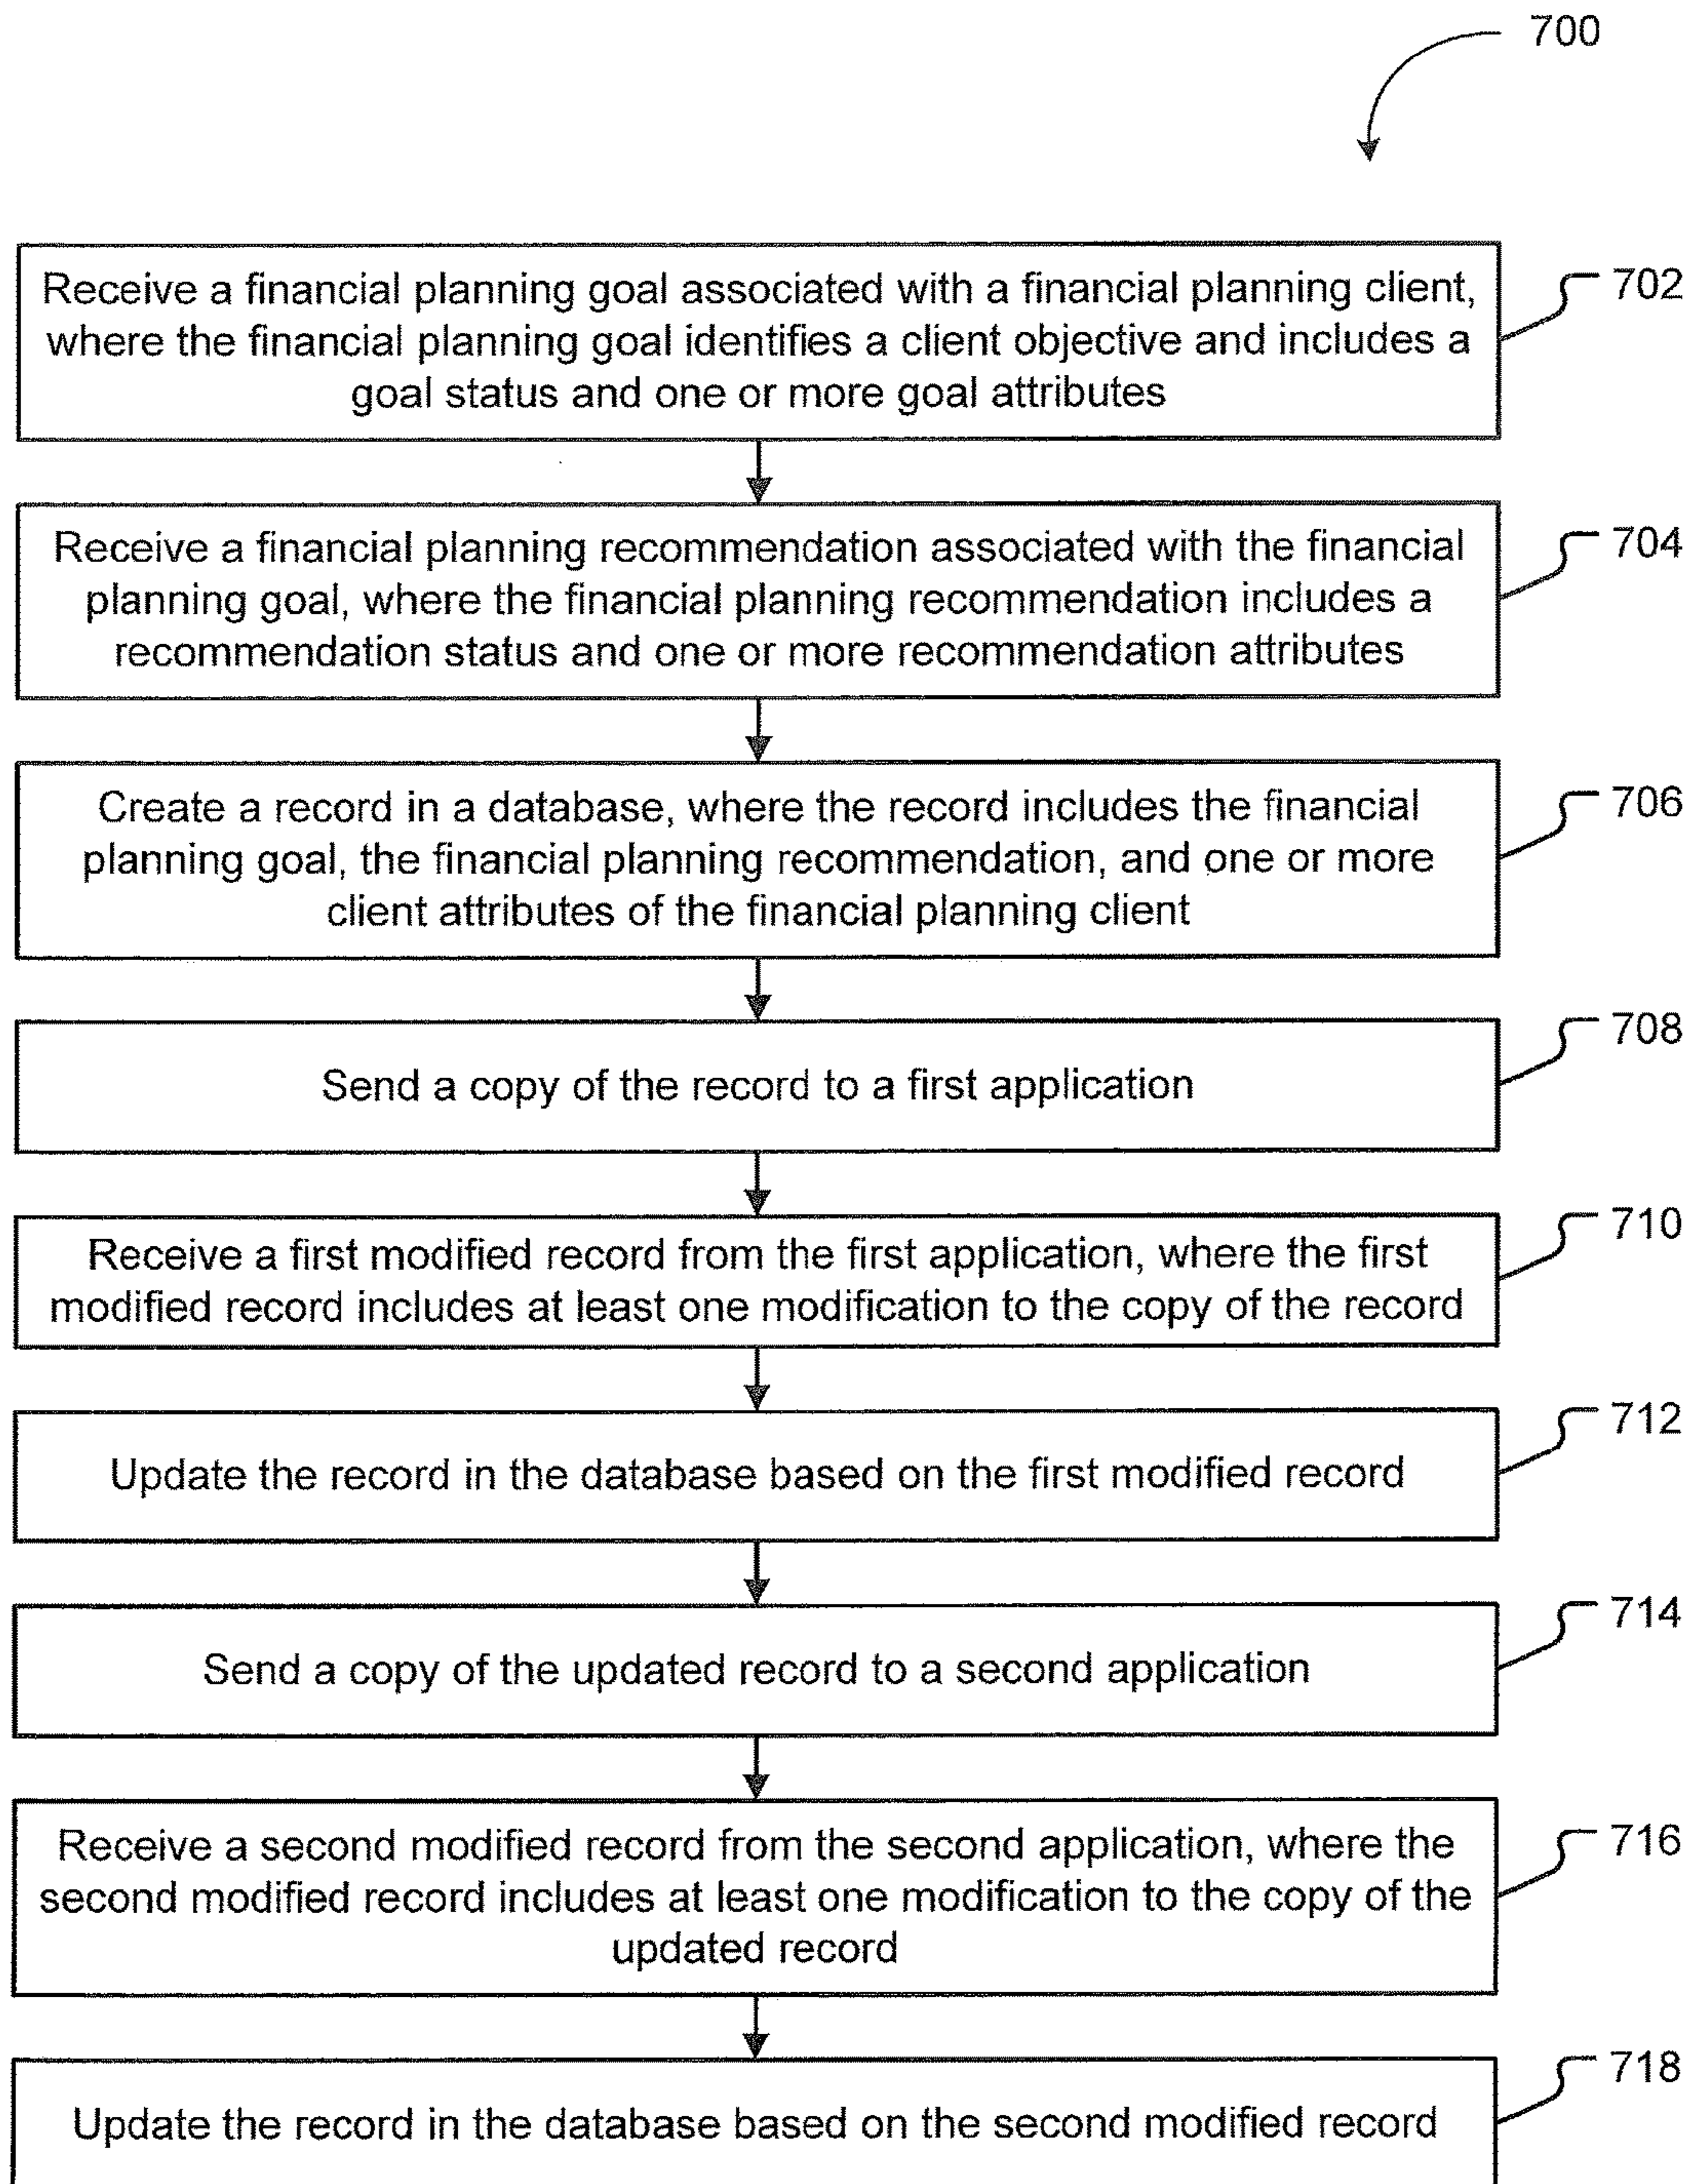 700
Receive a financial planning goal associated with a financial planning client,
where the financial planning goal identifies a client objective and includes a
goal status and one or more goal attributes
702
Receive a financial planning recommendation associated with the financial
planning goal, where the financial planning recommendation includes a
recommendation status and one or more recommendation attributes
704
Create a record in a database, where the record includes the financial
planning goal, the financial planning recommendation, and one or more
client attributes of the financial planning client
706
Send a copy of the record to a first application
708
Receive a first modified record from the first application, where the first
modified record includes at least one modification to the copy of the record
710
Update the record in the database based on the first modified record
712
Send a copy of the updated record to a second application
714
Receive a second modified record from the second application, where the
second modified record includes at least one modification to the copy of the
updated record
716
Update the record in the database based on the second modified record
718